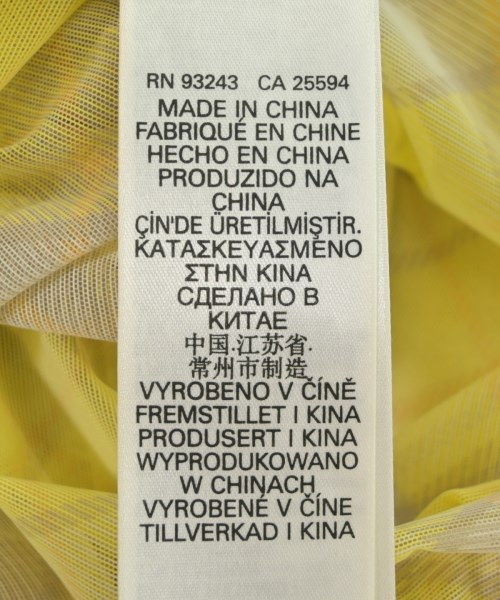 RN 93243 CA 25594
MADE IN CHINA
FABRIQUÉ EN CHINE
HECHO EN CHINA
PRODUZIDO NA
CHINA
ÇİN'DE ÜRETİLMİŞTİR.
ΚΑΤΑΣΚΕΥΑΣΜΕΝΟ
ΣΤΗΝ ΚΙΝΑ
СДЕЛАНО В
КИТАЕ
中国.江苏省.
常州市制造
VYROBENO V ČÍNĚ
FREMSTILLET I KINA
PRODUSERT I KINA
WYPRODUKOWANO
W CHINACH
VYROBENÉ V ČÍNE
TILLVERKAD I KINA